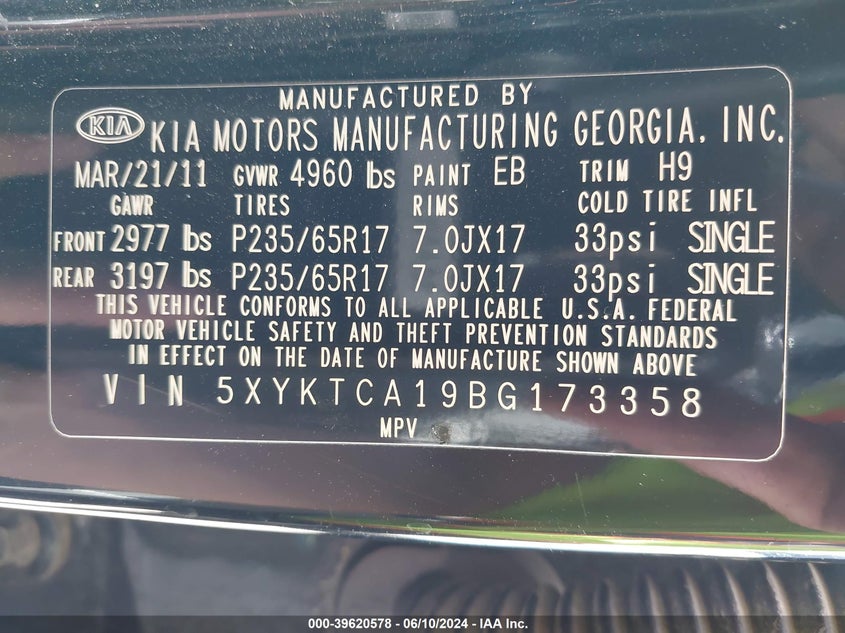 MANUFACTURED BY
KIA KIA MOTORS MANUFACTURING GEORGIA, INC.
MAR/21/11 GVWR 4960 lbs PAINT EB TRIM H9
GAWR TIRES RIMS COLD TIRE INFL
FRONT 2977 lbs P235/65R17 7.0JX17 33psi SINGLE
REAR 3197 lbs P235/65R17 7.0JX17 33psi SINGLE
THIS VEHICLE CONFORMS TO ALL APPLICABLE U.S.A. FEDERAL
MOTOR VEHICLE SAFETY AND THEFT PREVENTION STANDARDS
IN EFFECT ON THE DATE OF MANUFACTURE SHOWN ABOVE
VIN 5XYKTCA19BG173358
MPV
000-39620578 - 06/10/2024 - IAA Inc.